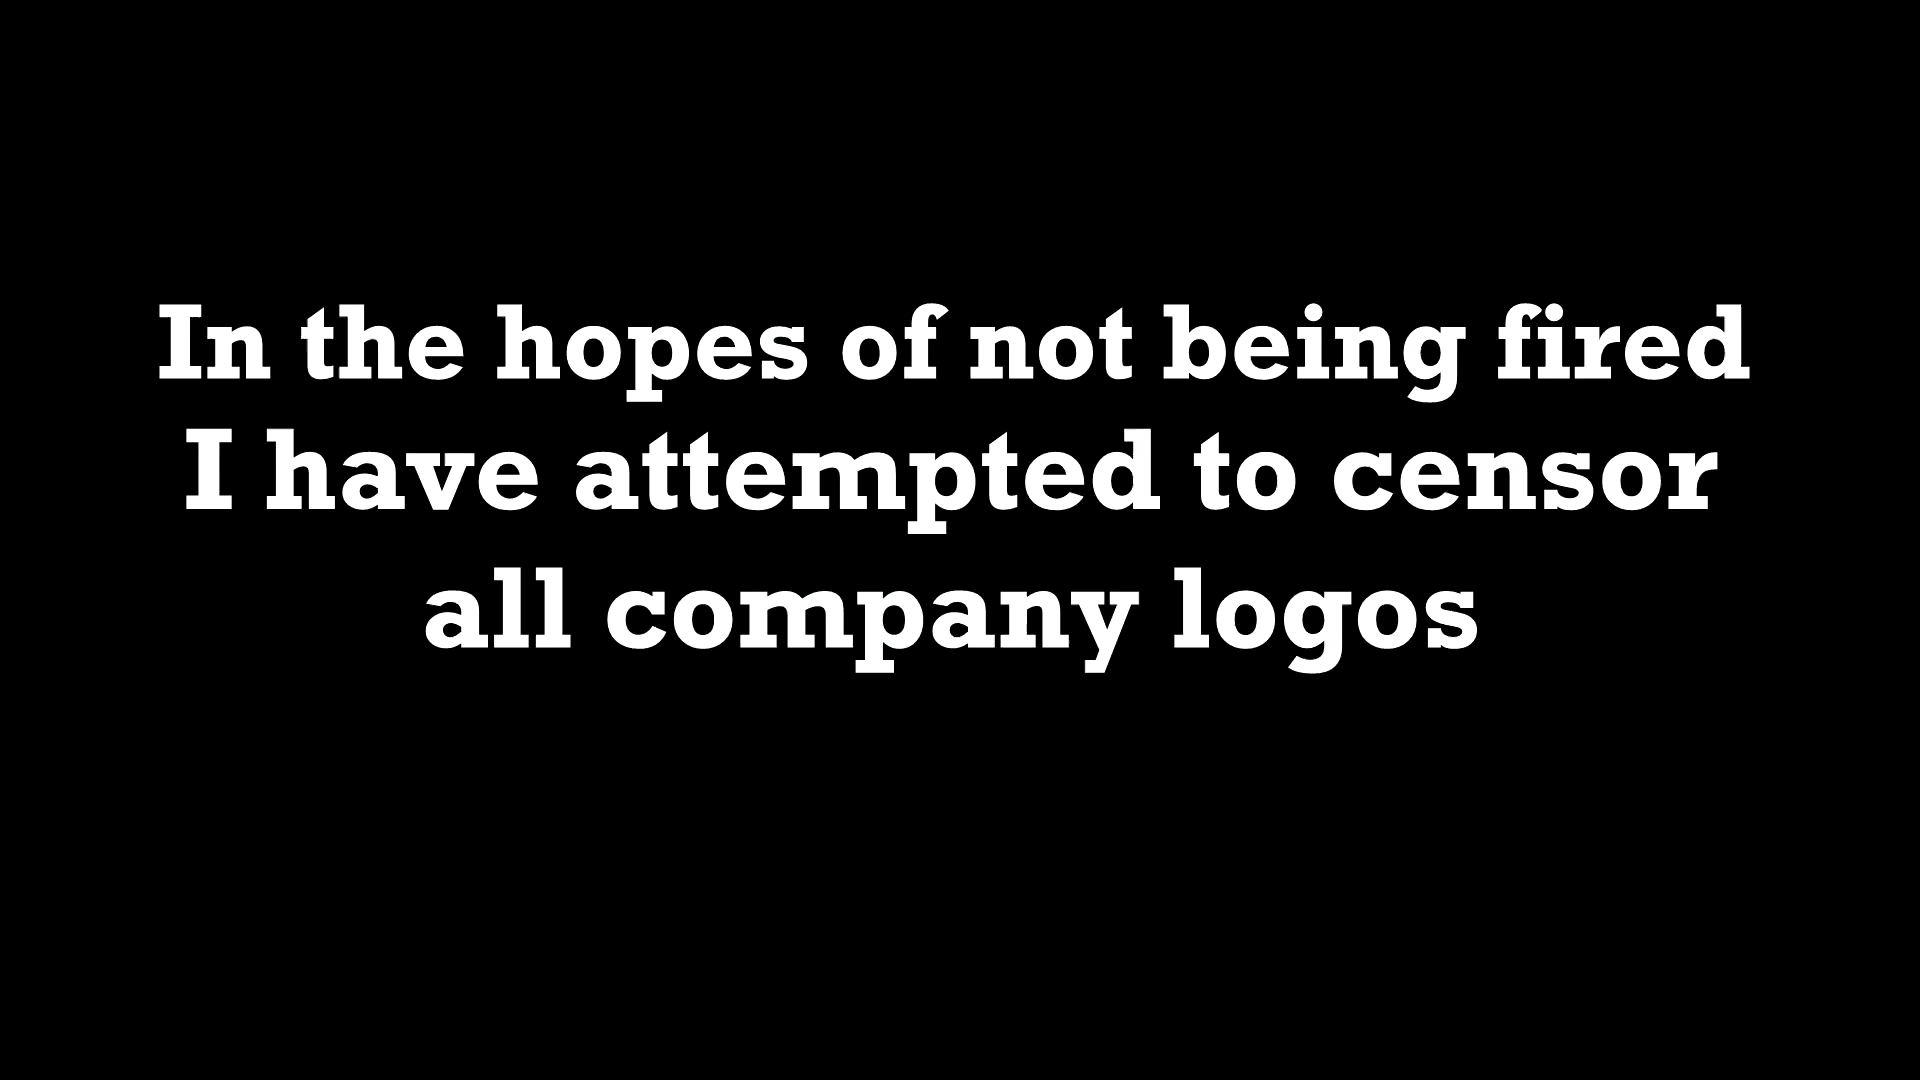 In the hopes of not being fired
I have attempted to censor
all company logos